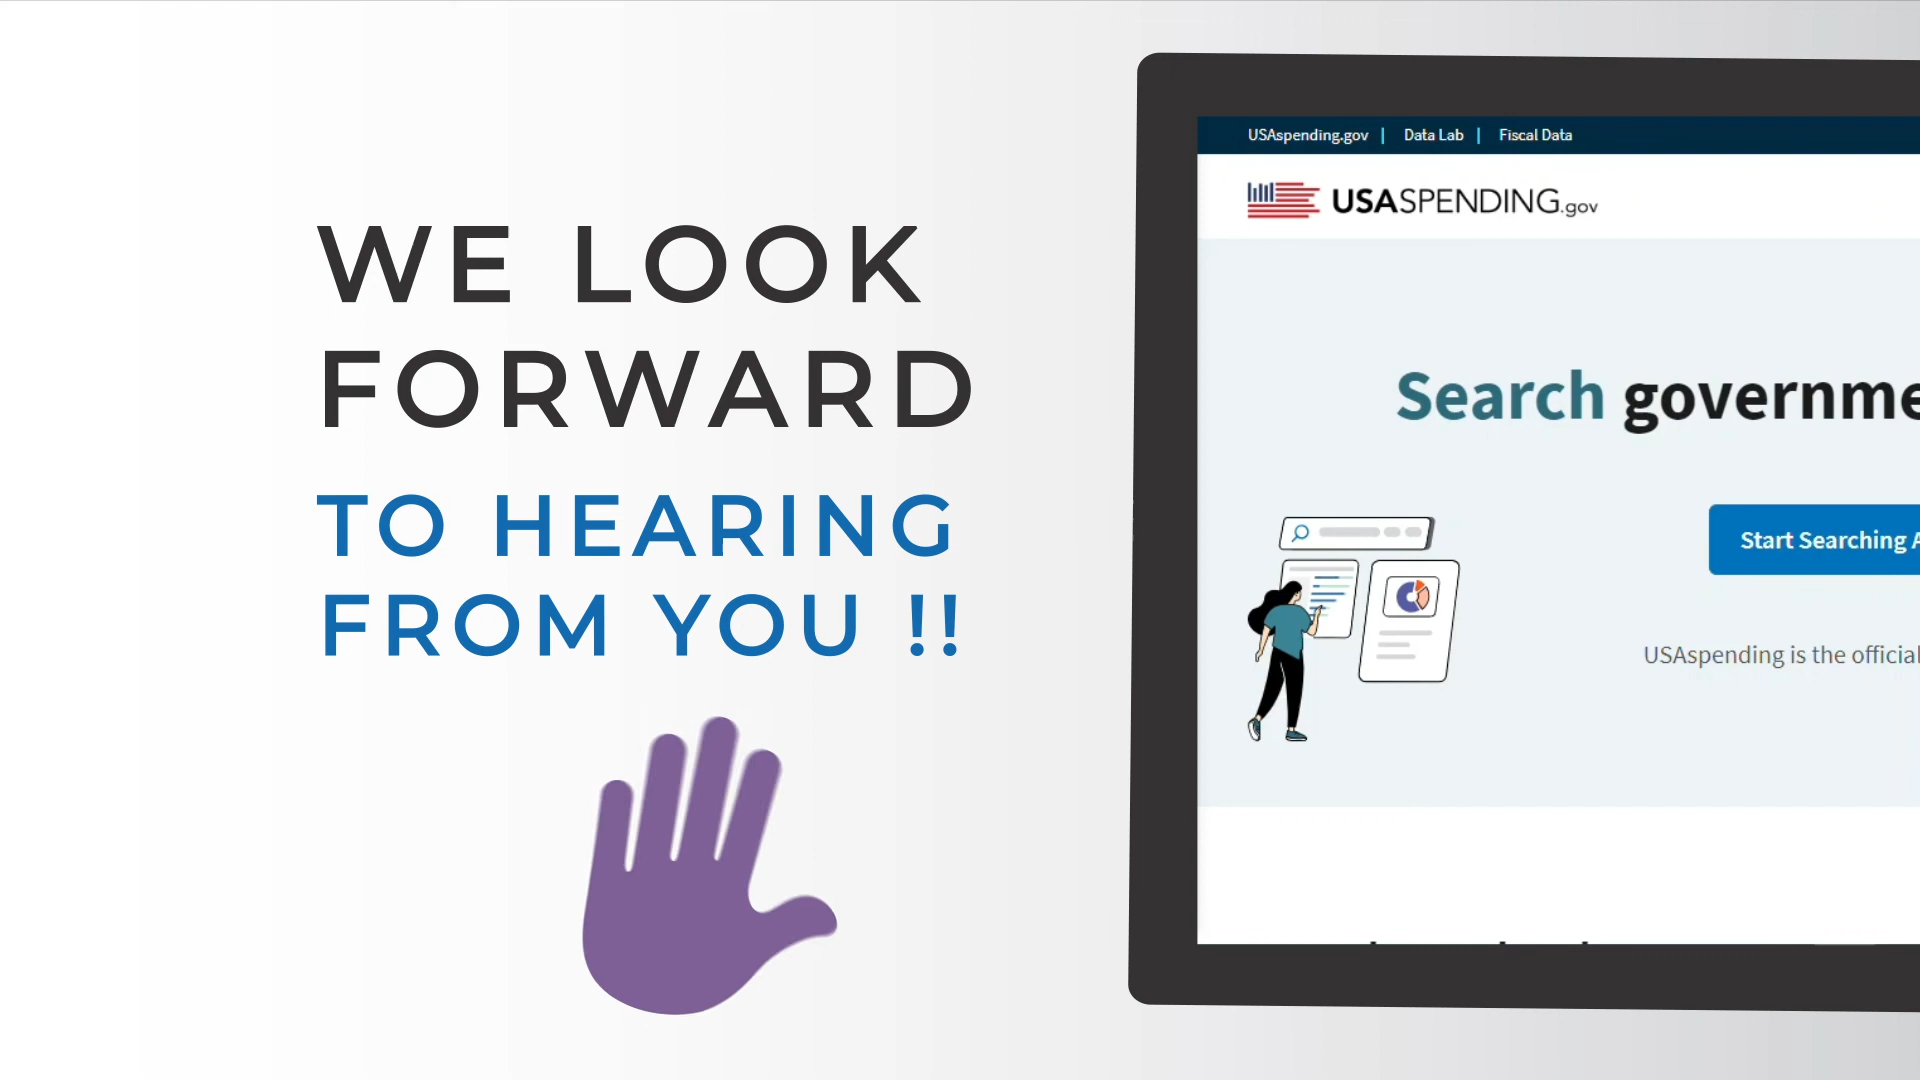 WE LOOK
FORWARD
TO HEARING
FROM YOU !!
USAspending.gov | Data Lab | Fiscal Data
USASPENDING.gov
Search governme
Start Searching A
USAspending is the official